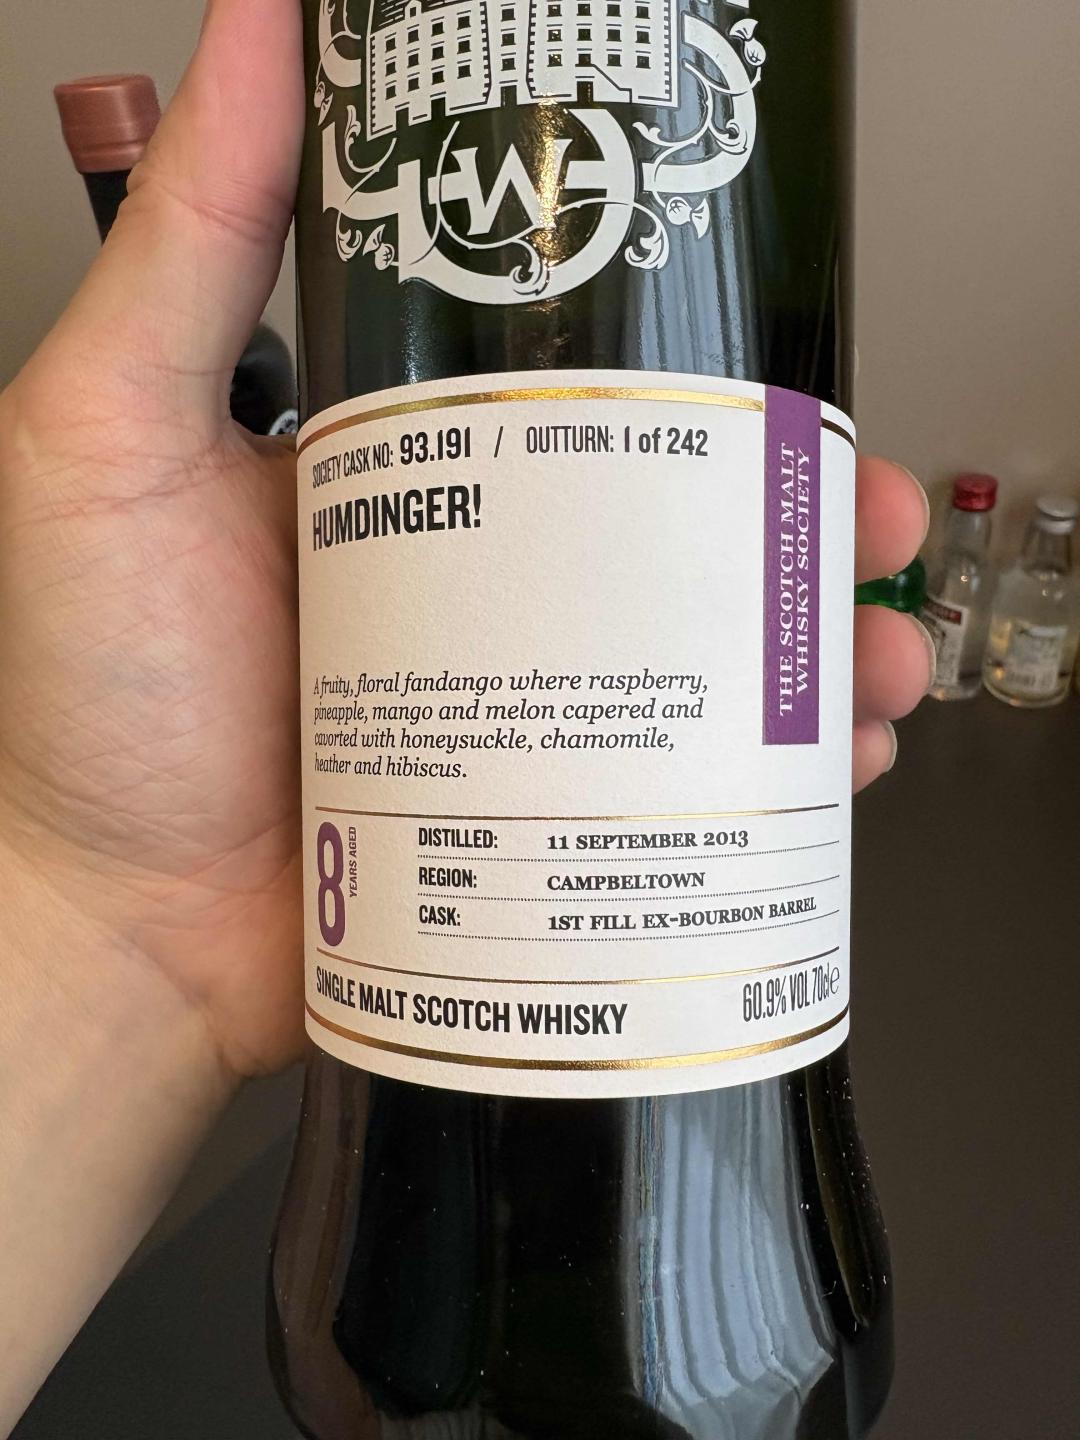 SOCIETY CASK NO: 93.191 / OUTTURN: 1 of 242
HUMDINGER!
A fruity, floral fandango where raspberry,
pineapple, mango and melon capered and
cavorted with honeysuckle, chamomile,
heather and hibiscus.
8 YEARS AGED
DISTILLED: 11 SEPTEMBER 2013
REGION: CAMPBELTOWN
CASK: 1ST FILL EX-BOURBON BARREL
SINGLE MALT SCOTCH WHISKY 60.9% VOL 70cl e
THE SCOTCH MALT
WHISKY SOCIETY